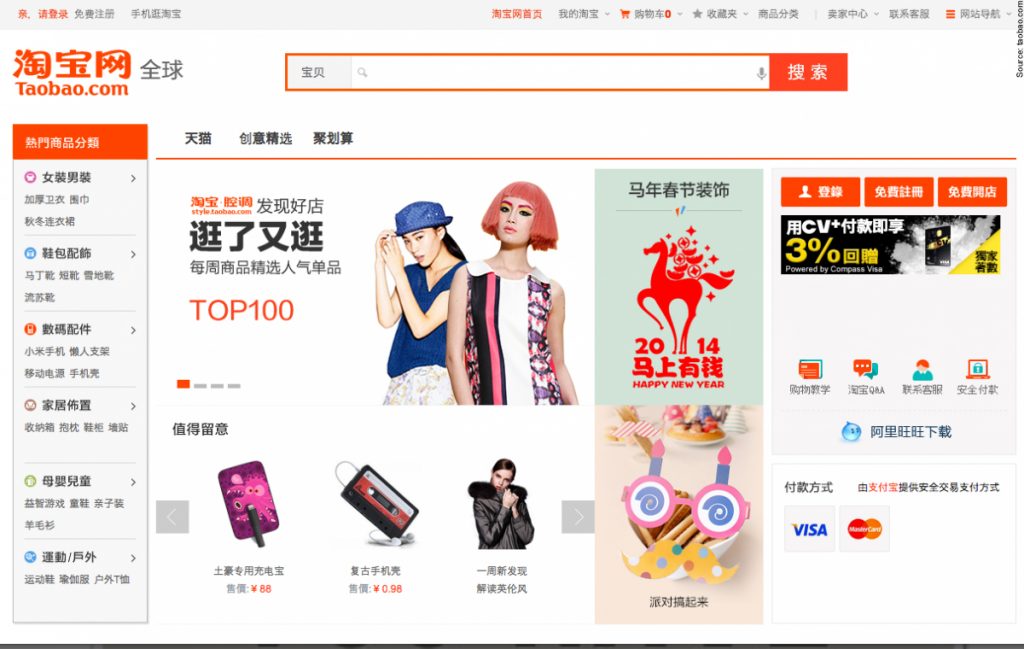 亲，请登录 免费注册 手机逛淘宝
淘宝网首页 我的淘宝 购物车0 收藏夹 商品分类 卖家中心 联系客服 网站导航
Source: taobao.com
淘宝网 全球
Taobao.com
宝贝 搜 索
熱門商品分類
天猫 创意精选 聚划算
女裝男裝
加厚卫衣 围巾
秋冬连衣裙
鞋包配飾
马丁靴 短靴 雪地靴
流苏靴
數碼配件
小米手机 懒人支架
移动电源 手机壳
家居佈置
收纳箱 抱枕 鞋柜 墙贴
母嬰兒童
益智游戏 童鞋 亲子装
羊毛衫
運動/戶外
运动鞋 瑜伽服 户外T恤
淘宝·腔调 发现好店
style.taobao.com
逛了又逛
每周商品精选人气单品
TOP100
马年春节装饰
2014
马上有钱
HAPPY NEW YEAR
登錄 免費註冊 免費開店
用CV+付款即享
3%回贈
Powered by Compass Visa
獨家
著數
购物教学 淘宝Q&A 联系客服 安全付款
阿里旺旺下载
值得留意
土豪专用充电宝
售價: ¥ 88
复古手机壳
售價: ¥ 0.98
一周新发现
解读英伦风
派对搞起来
付款方式 由支付宝提供安全交易支付方式
VISA MasterCard